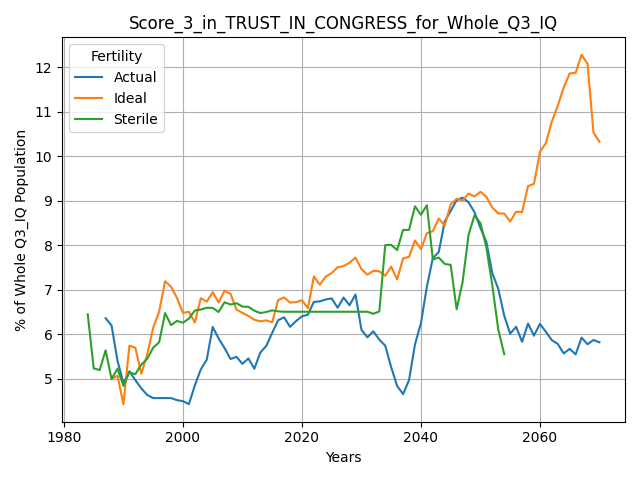 Score_3_in_TRUST_IN_CONGRESS_for_Whole_Q3_IQ
Fertility
Actual
Ideal
Sterile
% of Whole Q3_IQ Population
12
11
10
9
8
7
6
5
1980 2000 2020 2040 2060
Years